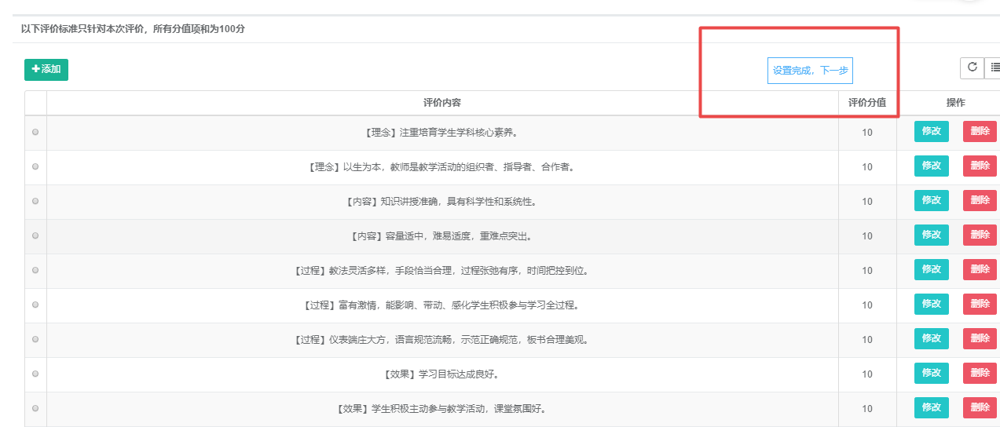 以下评价标准只针对本次评价，所有分值项和为100分
添加
设置完成，下一步
评价内容 评价分值 操作
【理念】注重培育学生学科核心素养。 10 修改 删除
【理念】以生为本，教师是教学活动的组织者、指导者、合作者。 10 修改 删除
【内容】知识讲授准确，具有科学性和系统性。 10 修改 删除
【内容】容量适中，难易适度，重难点突出。 10 修改 删除
【过程】教法灵活多样，手段恰当合理，过程张弛有序，时间把控到位。 10 修改 删除
【过程】富有激情，能影响、带动、感化学生积极参与学习全过程。 10 修改 删除
【过程】仪表端庄大方，语言规范流畅，示范正确规范，板书合理美观。 10 修改 删除
【效果】学习目标达成良好。 10 修改 删除
【效果】学生积极主动参与教学活动，课堂氛围好。 10 修改 删除